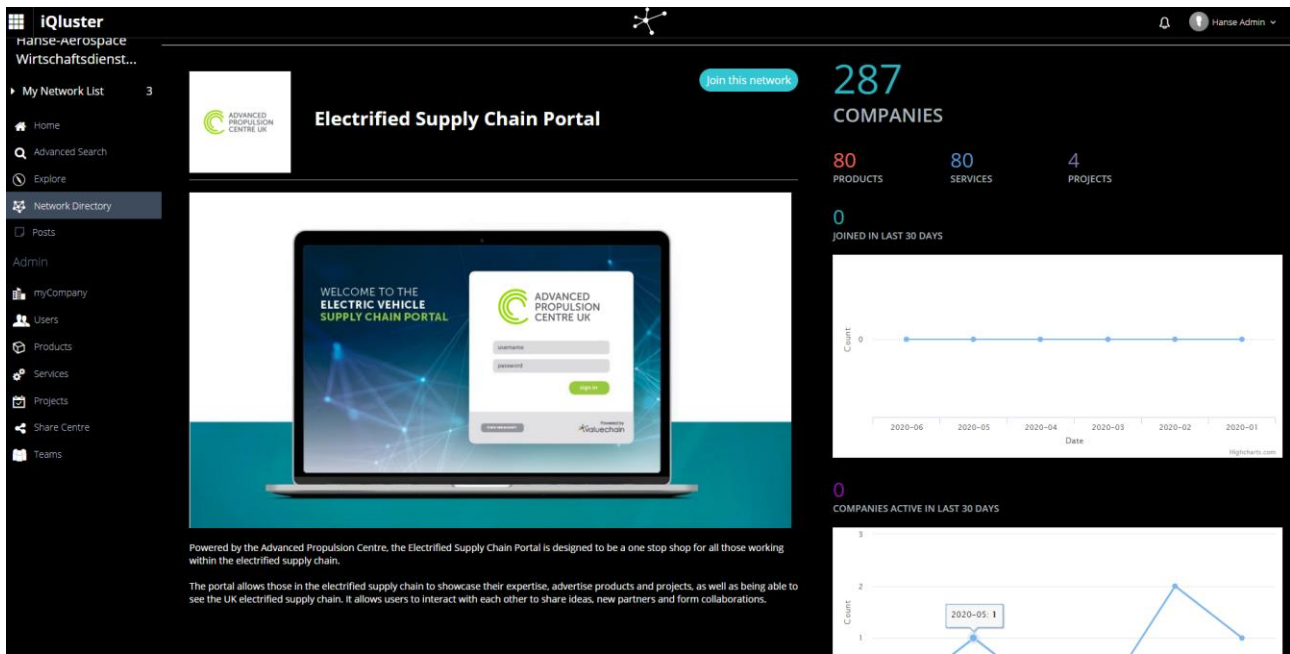 iQluster
Hanse Admin
Hanse-Aerospace
Wirtschaftsdienst...
My Network List 3
Home
Advanced Search
Explore
Network Directory
Posts
Admin
myCompany
Users
Products
Services
Projects
Share Centre
Teams
Join this network
ADVANCED
PROPULSION
CENTRE UK
Electrified Supply Chain Portal
WELCOME TO THE
ELECTRIC VEHICLE
SUPPLY CHAIN PORTAL
ADVANCED
PROPULSION
CENTRE UK
username
password
sign in
Powered by
Valuechain
Powered by the Advanced Propulsion Centre, the Electrified Supply Chain Portal is designed to be a one stop shop for all those working
within the electrified supply chain.
The portal allows those in the electrified supply chain to showcase their expertise, advertise products and projects, as well as being able to
see the UK electrified supply chain. It allows users to interact with each other to share ideas, new partners and form collaborations.
287
COMPANIES
80 80 4
PRODUCTS SERVICES PROJECTS
0
JOINED IN LAST 30 DAYS
Count
0
2020-06 2020-05 2020-04 2020-03 2020-02 2020-01
Date
Highcharts.com
0
COMPANIES ACTIVE IN LAST 30 DAYS
3
2
Count
2020-05: 1
1